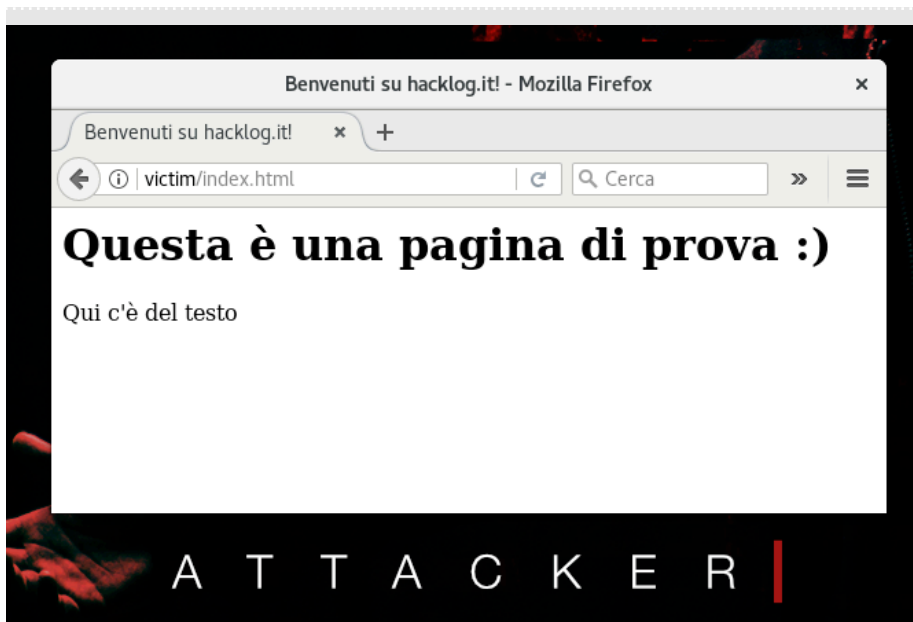 Benvenuti su hacklog.it! - Mozilla Firefox
Benvenuti su hacklog.it!
victim/index.html
Cerca
Questa è una pagina di prova :)
Qui c'è del testo
ATTACKER